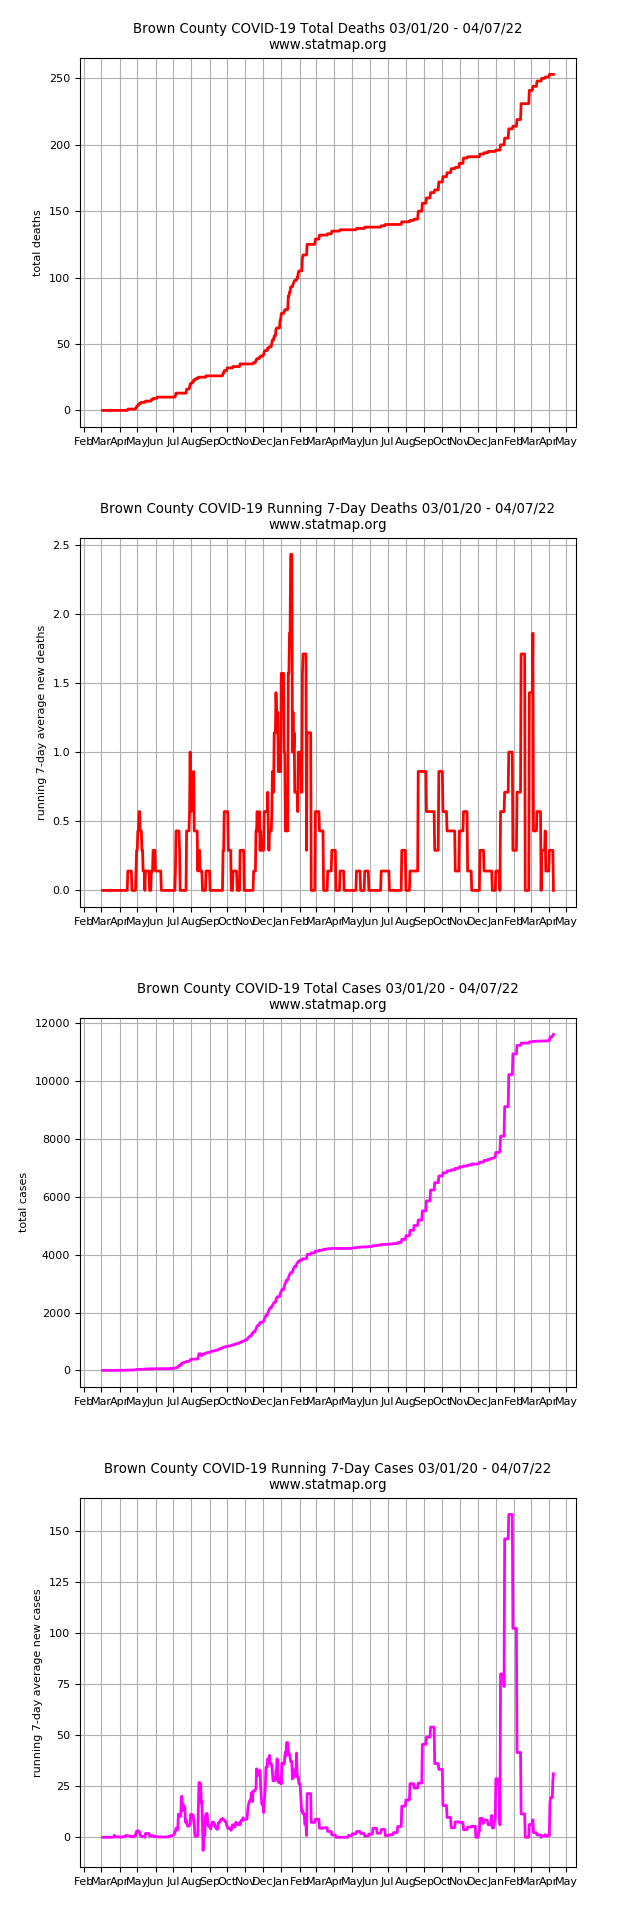 Brown County COVID-19 Total Deaths 03/01/20 - 04/07/22
www.statmap.org
250
200
150
100
50
0
total deaths
Feb Mar Apr May Jun Jul Aug Sep Oct Nov Dec Jan Feb Mar Apr May Jun Jul Aug Sep Oct Nov Dec Jan Feb Mar Apr May
Brown County COVID-19 Running 7-Day Deaths 03/01/20 - 04/07/22
www.statmap.org
2.5
2.0
1.5
1.0
0.5
0.0
running 7-day average new deaths
Feb Mar Apr May Jun Jul Aug Sep Oct Nov Dec Jan Feb Mar Apr May Jun Jul Aug Sep Oct Nov Dec Jan Feb Mar Apr May
Brown County COVID-19 Total Cases 03/01/20 - 04/07/22
www.statmap.org
12000
10000
8000
6000
4000
2000
0
total cases
Feb Mar Apr May Jun Jul Aug Sep Oct Nov Dec Jan Feb Mar Apr May Jun Jul Aug Sep Oct Nov Dec Jan Feb Mar Apr May
Brown County COVID-19 Running 7-Day Cases 03/01/20 - 04/07/22
www.statmap.org
150
125
100
75
50
25
0
running 7-day average new cases
Feb Mar Apr May Jun Jul Aug Sep Oct Nov Dec Jan Feb Mar Apr May Jun Jul Aug Sep Oct Nov Dec Jan Feb Mar Apr May